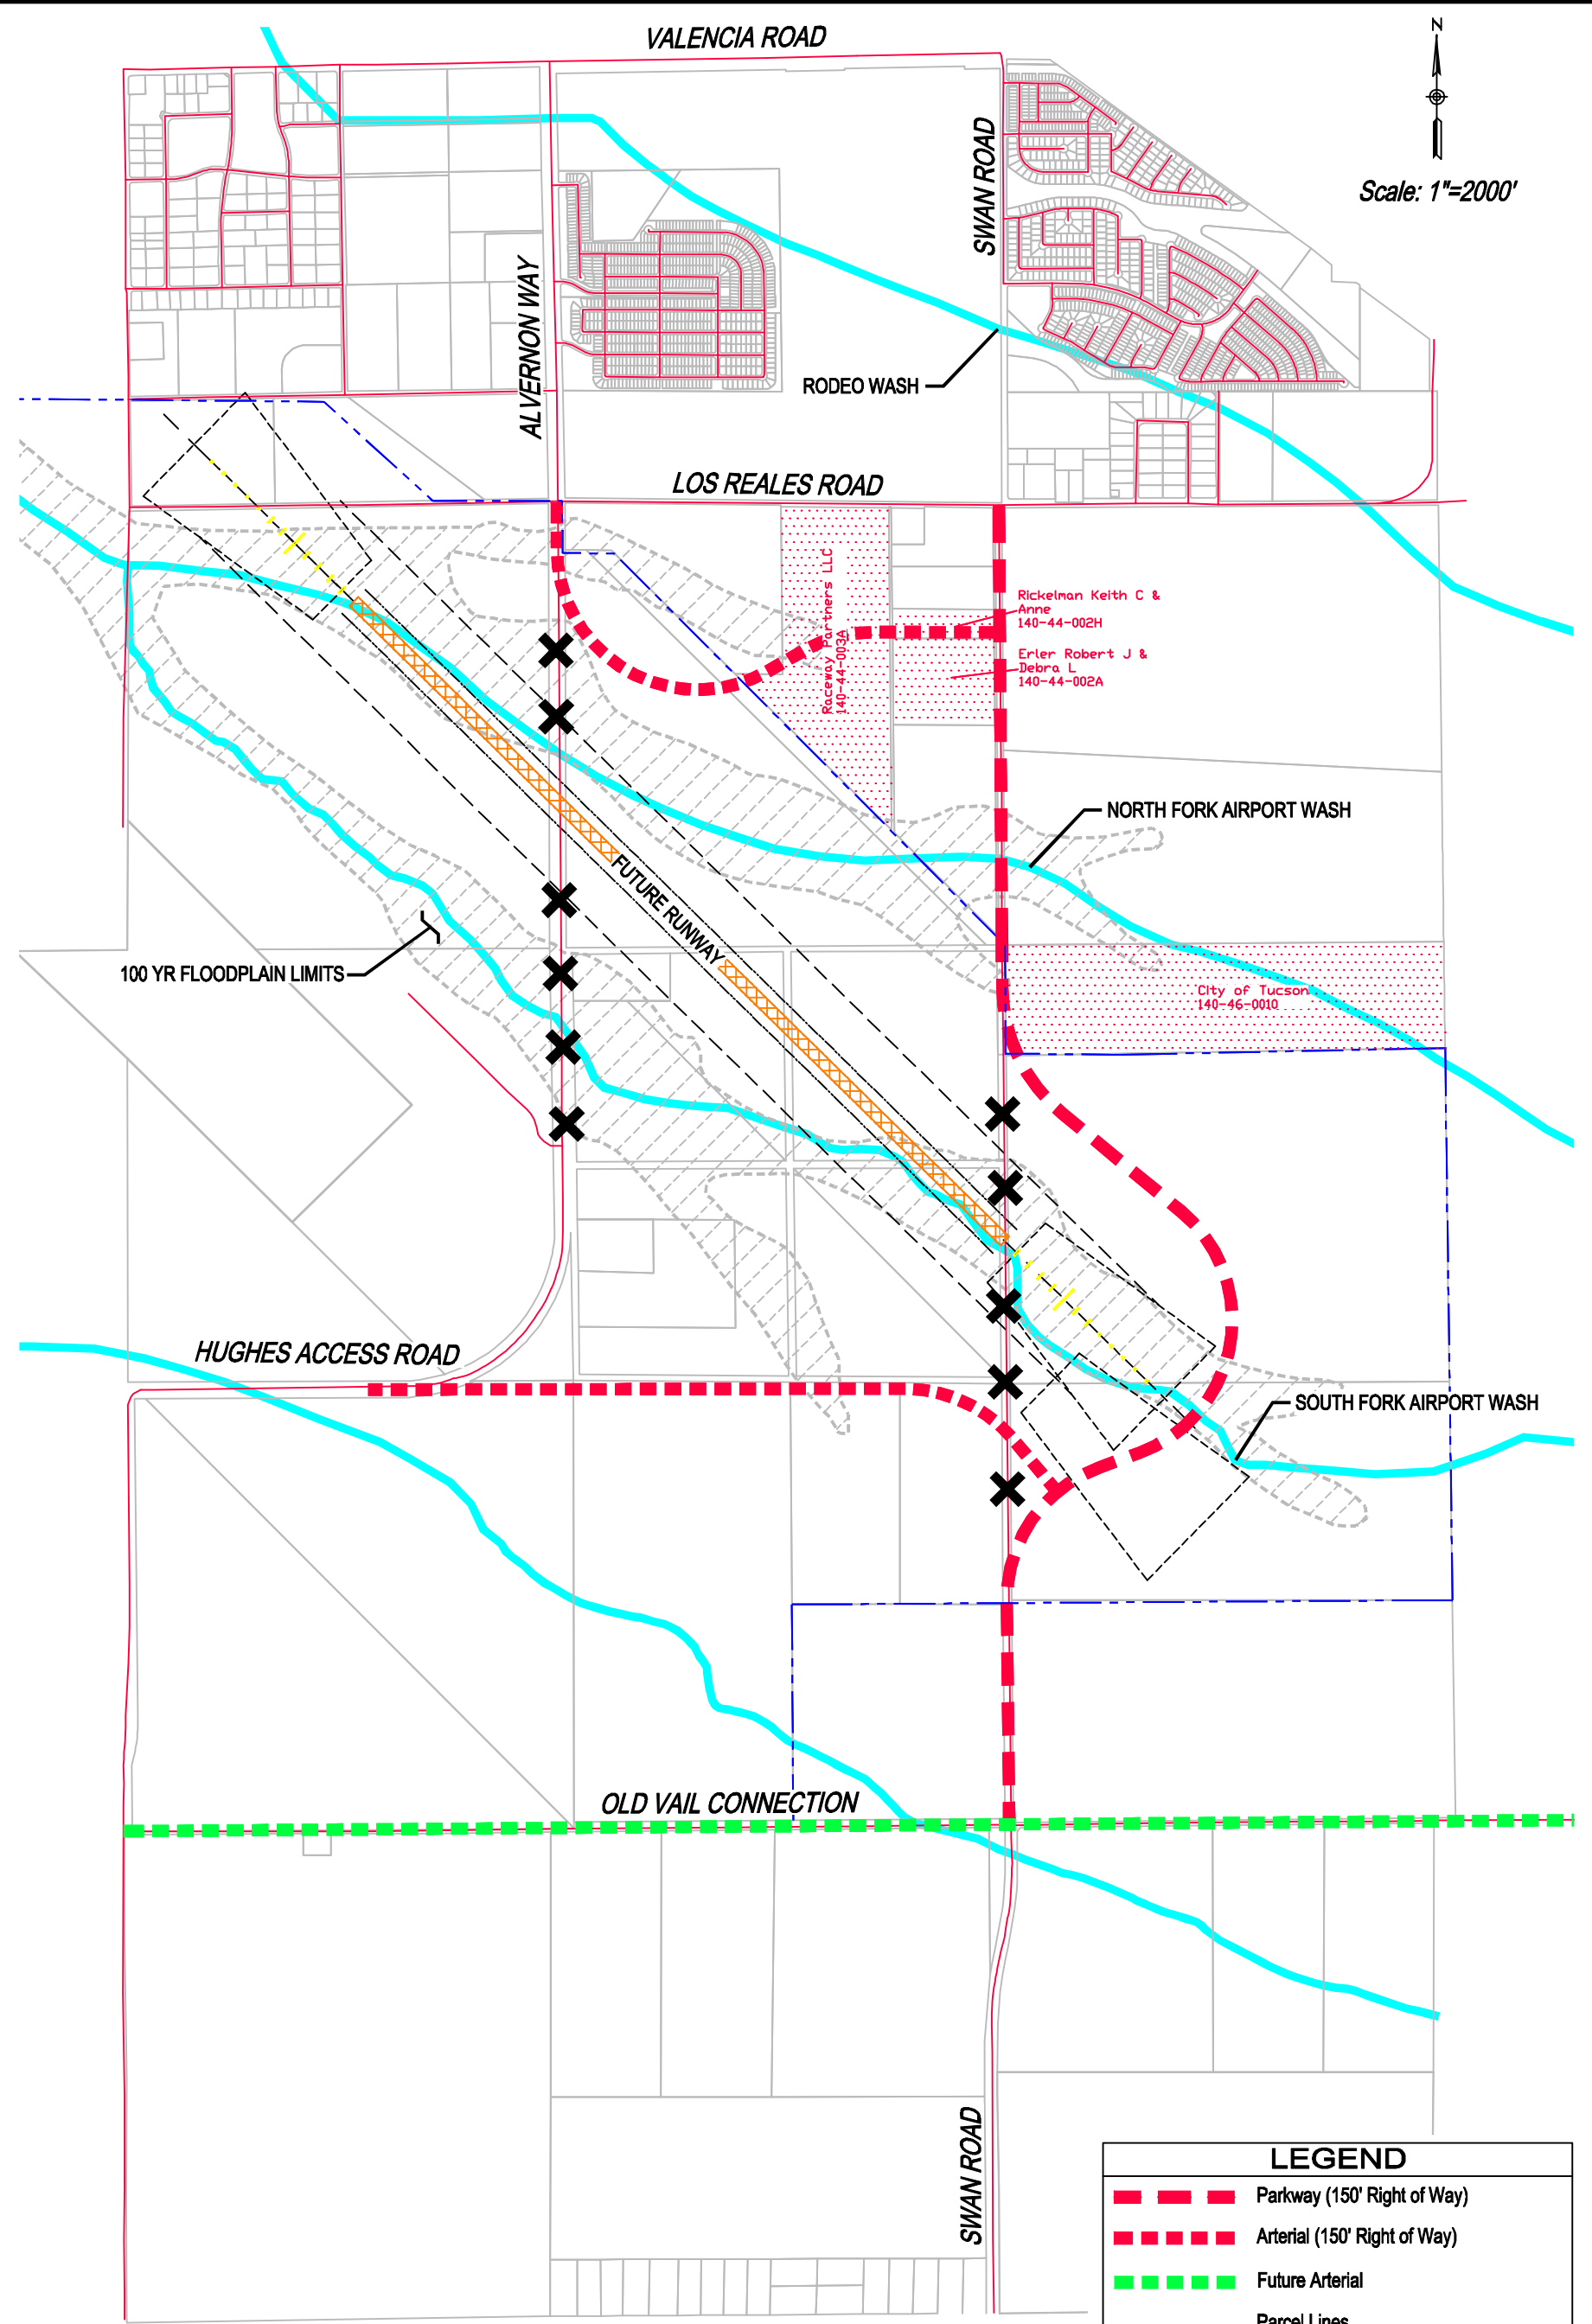 VALENCIA ROAD
N
SWAN ROAD
Scale: 1"=2000'
ALVERNON WAY
RODEO WASH
LOS REALES ROAD
Raceway Partners LLC
140-44-003A
Rickelman Keith C &
Anne
140-44-002H
Erler Robert J &
Debra L
140-44-002A
NORTH FORK AIRPORT WASH
FUTURE RUNWAY
100 YR FLOODPLAIN LIMITS
City of Tucson
140-46-0010
HUGHES ACCESS ROAD
SOUTH FORK AIRPORT WASH
OLD VAIL CONNECTION
SWAN ROAD
LEGEND
Parkway (150' Right of Way)
Arterial (150' Right of Way)
Future Arterial
Parcel Lines